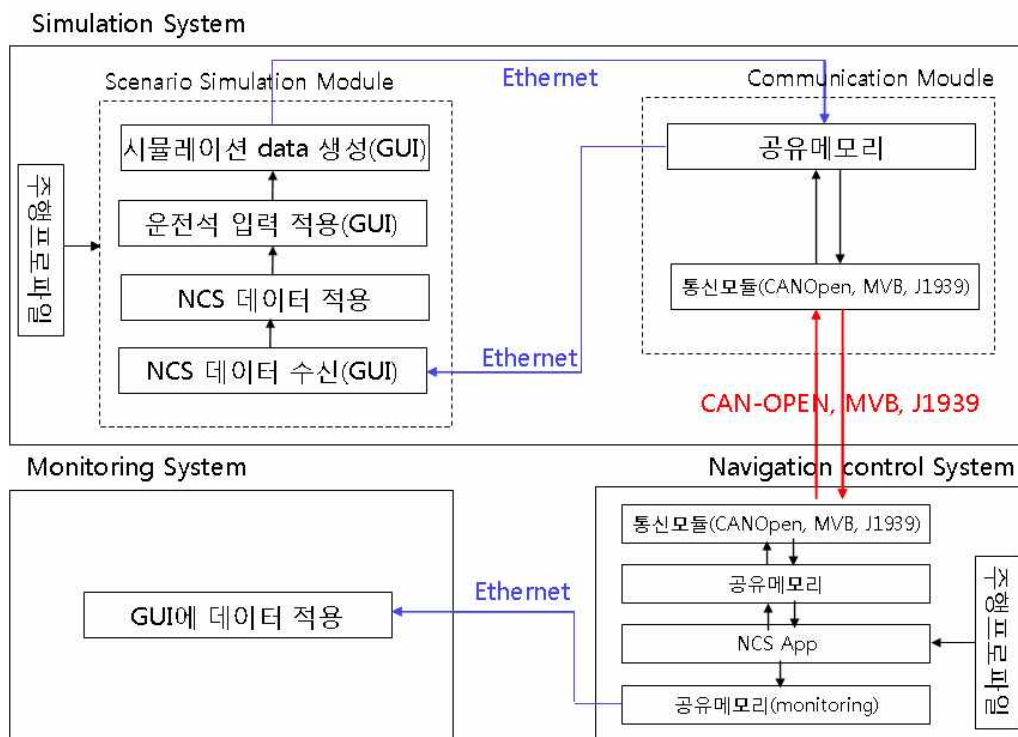 Simulation System
Scenario Simulation Module
Ethernet
Communication Moudle
시뮬레이션 data 생성(GUI)
공유메모리
운전석 입력 적용(GUI)
주행프로파일
NCS 데이터 적용
통신모듈(CANOpen, MVB, J1939)
NCS 데이터 수신(GUI)
Ethernet
CAN-OPEN, MVB, J1939
Monitoring System
Navigation control System
통신모듈(CANOpen, MVB, J1939)
공유메모리
Ethernet
GUI에 데이터 적용
NCS App
주행프로파일
공유메모리(monitoring)